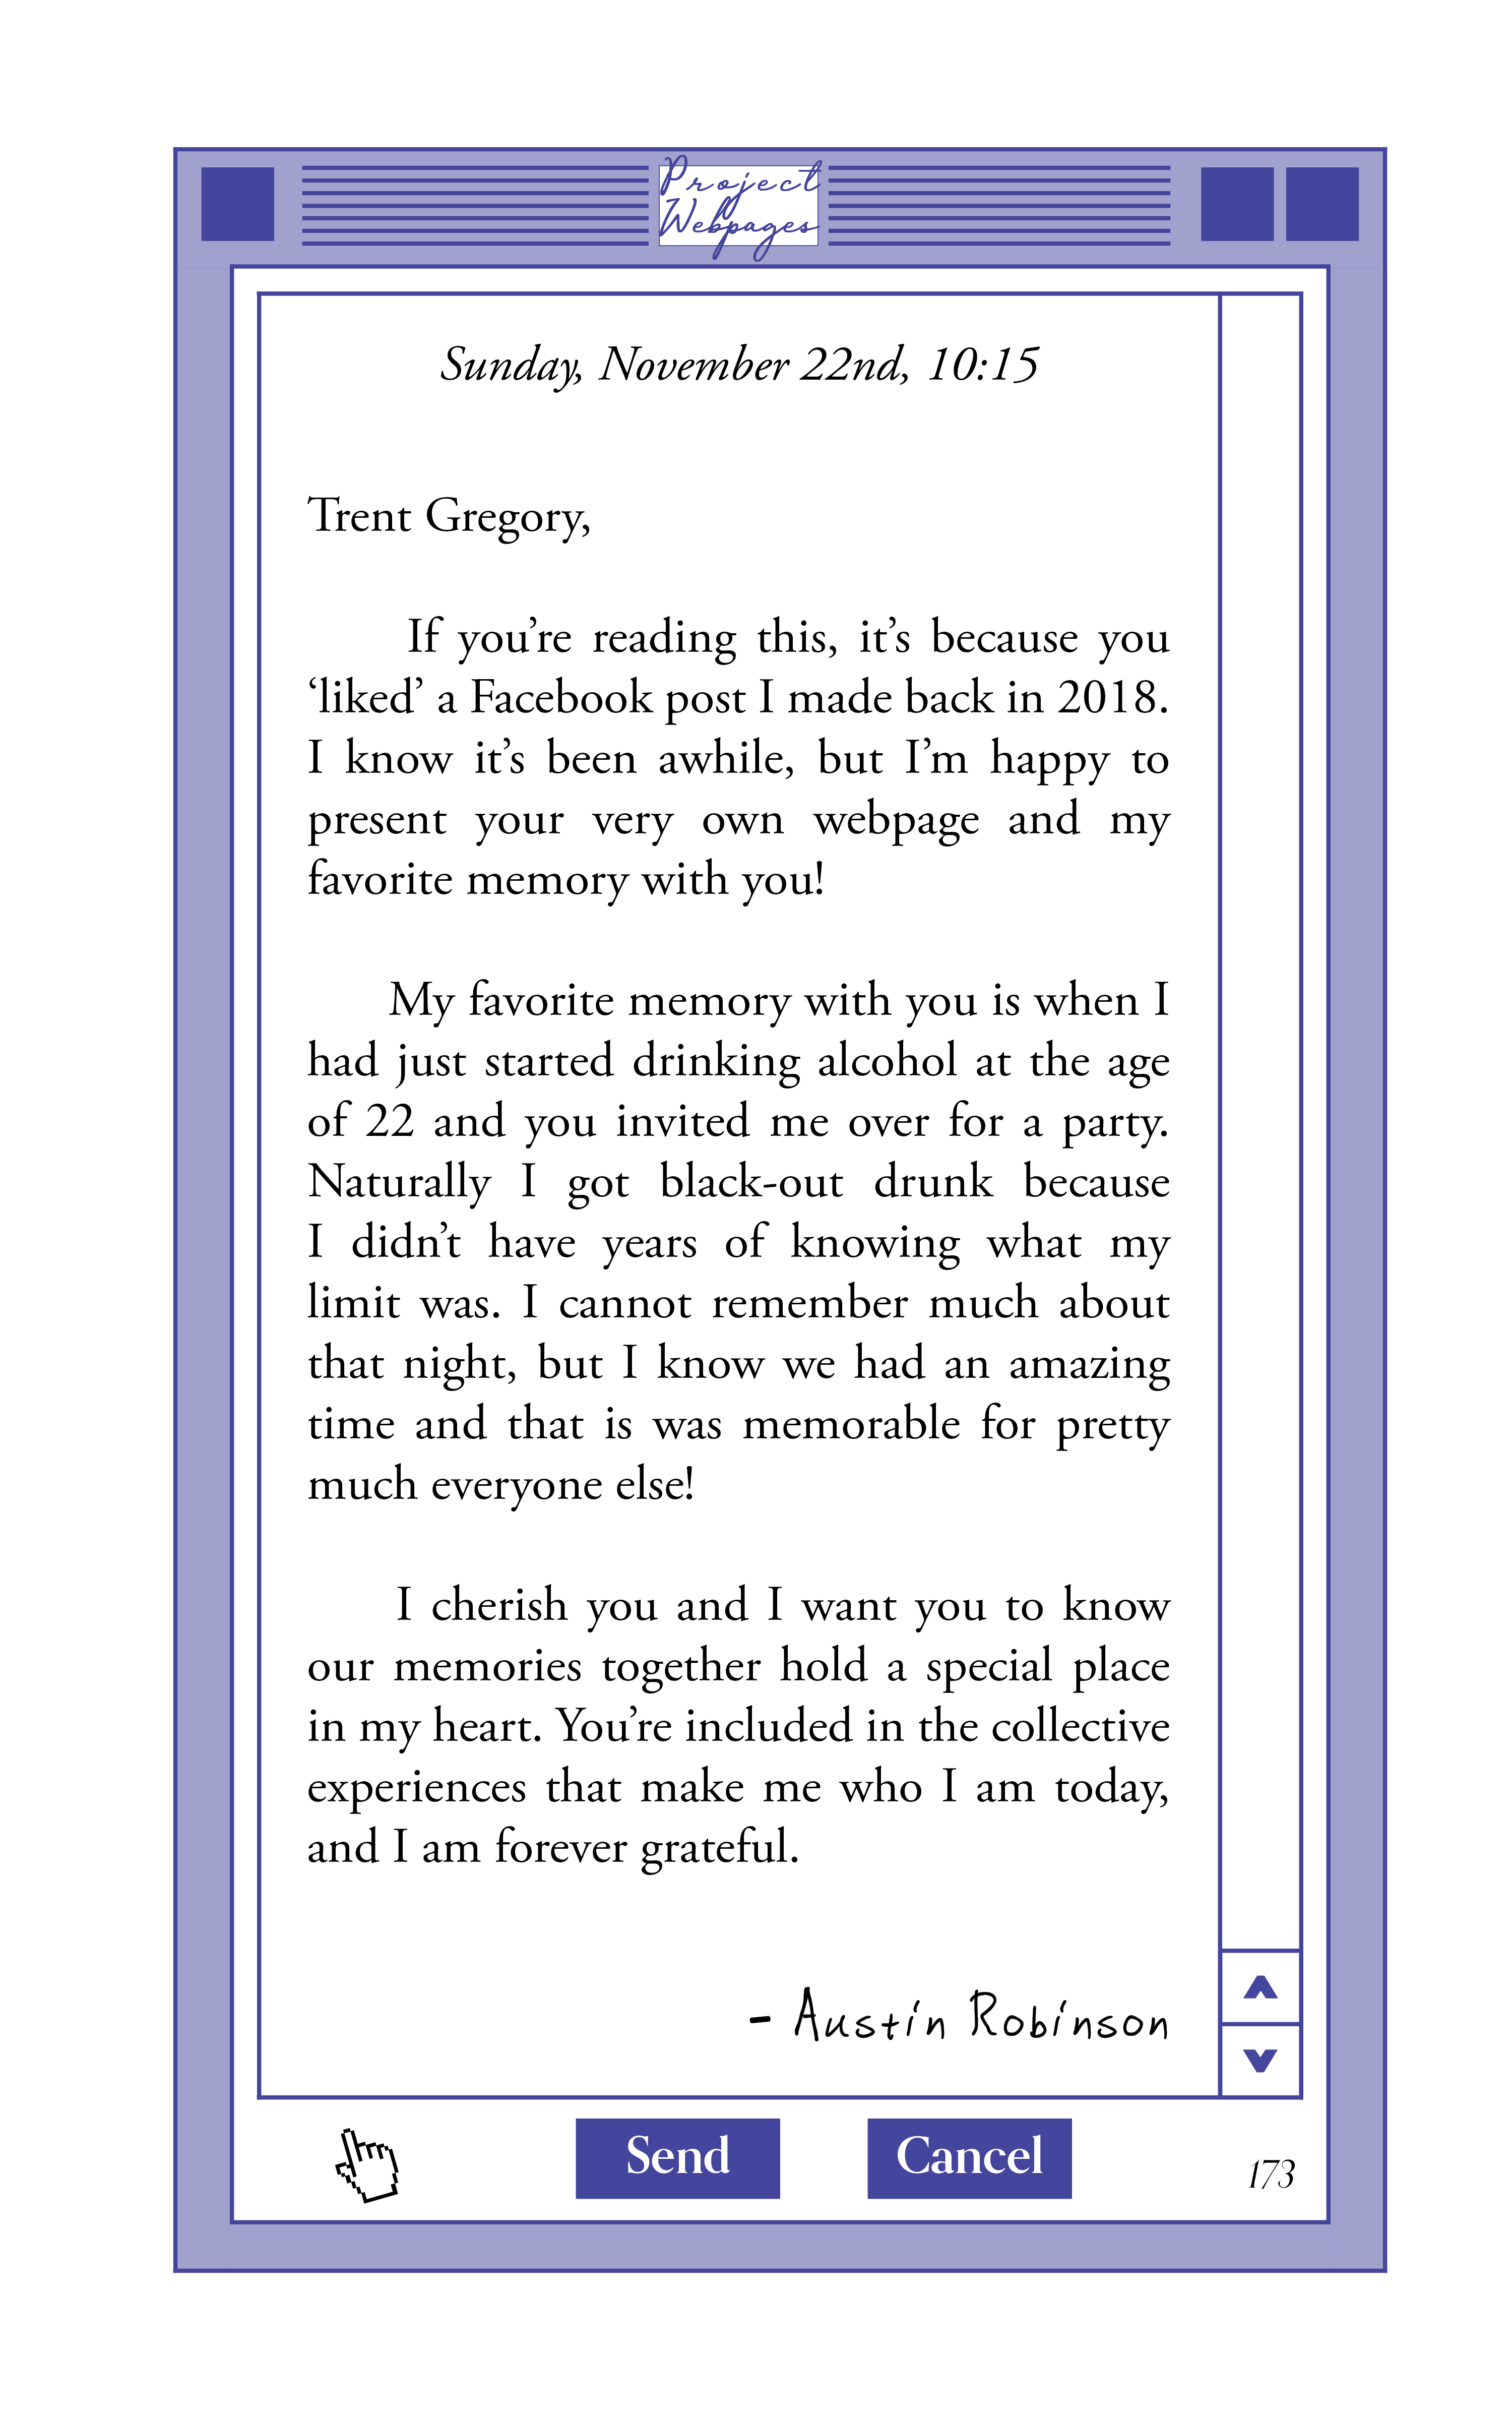 Project
Webpages
Sunday, November 22nd, 10:15
Trent Gregory,
If you’re reading this, it’s because you
‘liked’ a Facebook post I made back in 2018.
I know it’s been awhile, but I’m happy to
present your very own webpage and my
favorite memory with you!
My favorite memory with you is when I
had just started drinking alcohol at the age
of 22 and you invited me over for a party.
Naturally I got black-out drunk because
I didn’t have years of knowing what my
limit was. I cannot remember much about
that night, but I know we had an amazing
time and that is was memorable for pretty
much everyone else!
I cherish you and I want you to know
our memories together hold a special place
in my heart. You’re included in the collective
experiences that make me who I am today,
and I am forever grateful.
- Austin Robinson
Send Cancel 173